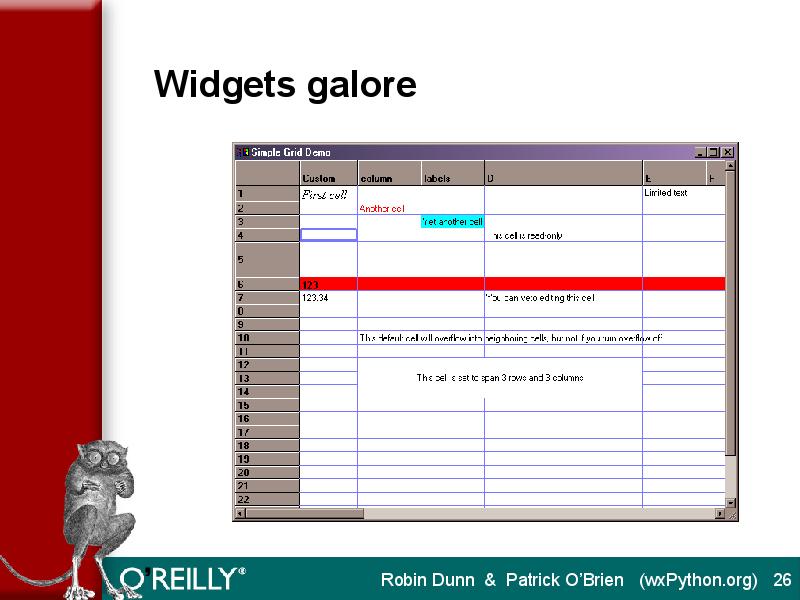 Widgets galore
Simple Grid Demo
Custom column labels D E F
1 First cell Limited text
2 Another cell
3 Yet another cell
4 This cell is read-only
5
6 123
7 123.34 You can veto editing this cell
8
9
10 This default cell will overflow into neighboring cells, but not if you turn overflow off.
11
12
13 This cell is set to span 3 rows and 3 columns
14
15
16
17
18
19
20
21
22
O'REILLY®
Robin Dunn & Patrick O'Brien (wxPython.org) 26